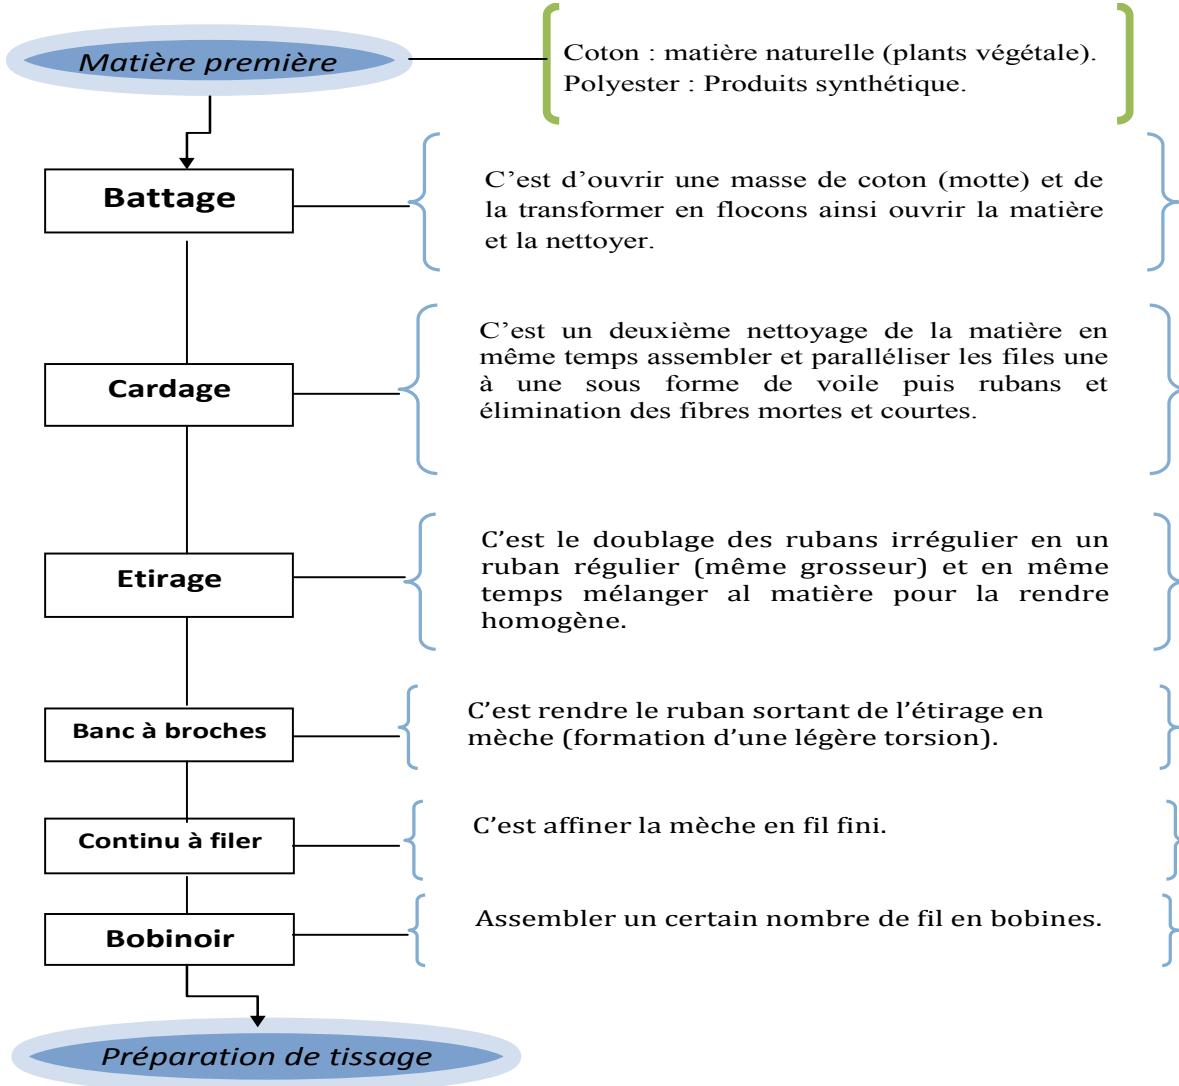 Matière première
Coton : matière naturelle (plants végétale).
Polyester : Produits synthétique.
Battage
C’est d’ouvrir une masse de coton (motte) et de
la transformer en flocons ainsi ouvrir la matière
et la nettoyer.
Cardage
C’est un deuxième nettoyage de la matière en
même temps assembler et paralléliser les files une
à une sous forme de voile puis rubans et
élimination des fibres mortes et courtes.
Etirage
C’est le doublage des rubans irrégulier en un
ruban régulier (même grosseur) et en même
temps mélanger al matière pour la rendre
homogène.
Banc à broches
C’est rendre le ruban sortant de l’étirage en
mèche (formation d’une légère torsion).
Continu à filer
C’est affiner la mèche en fil fini.
Bobinoir
Assembler un certain nombre de fil en bobines.
Préparation de tissage